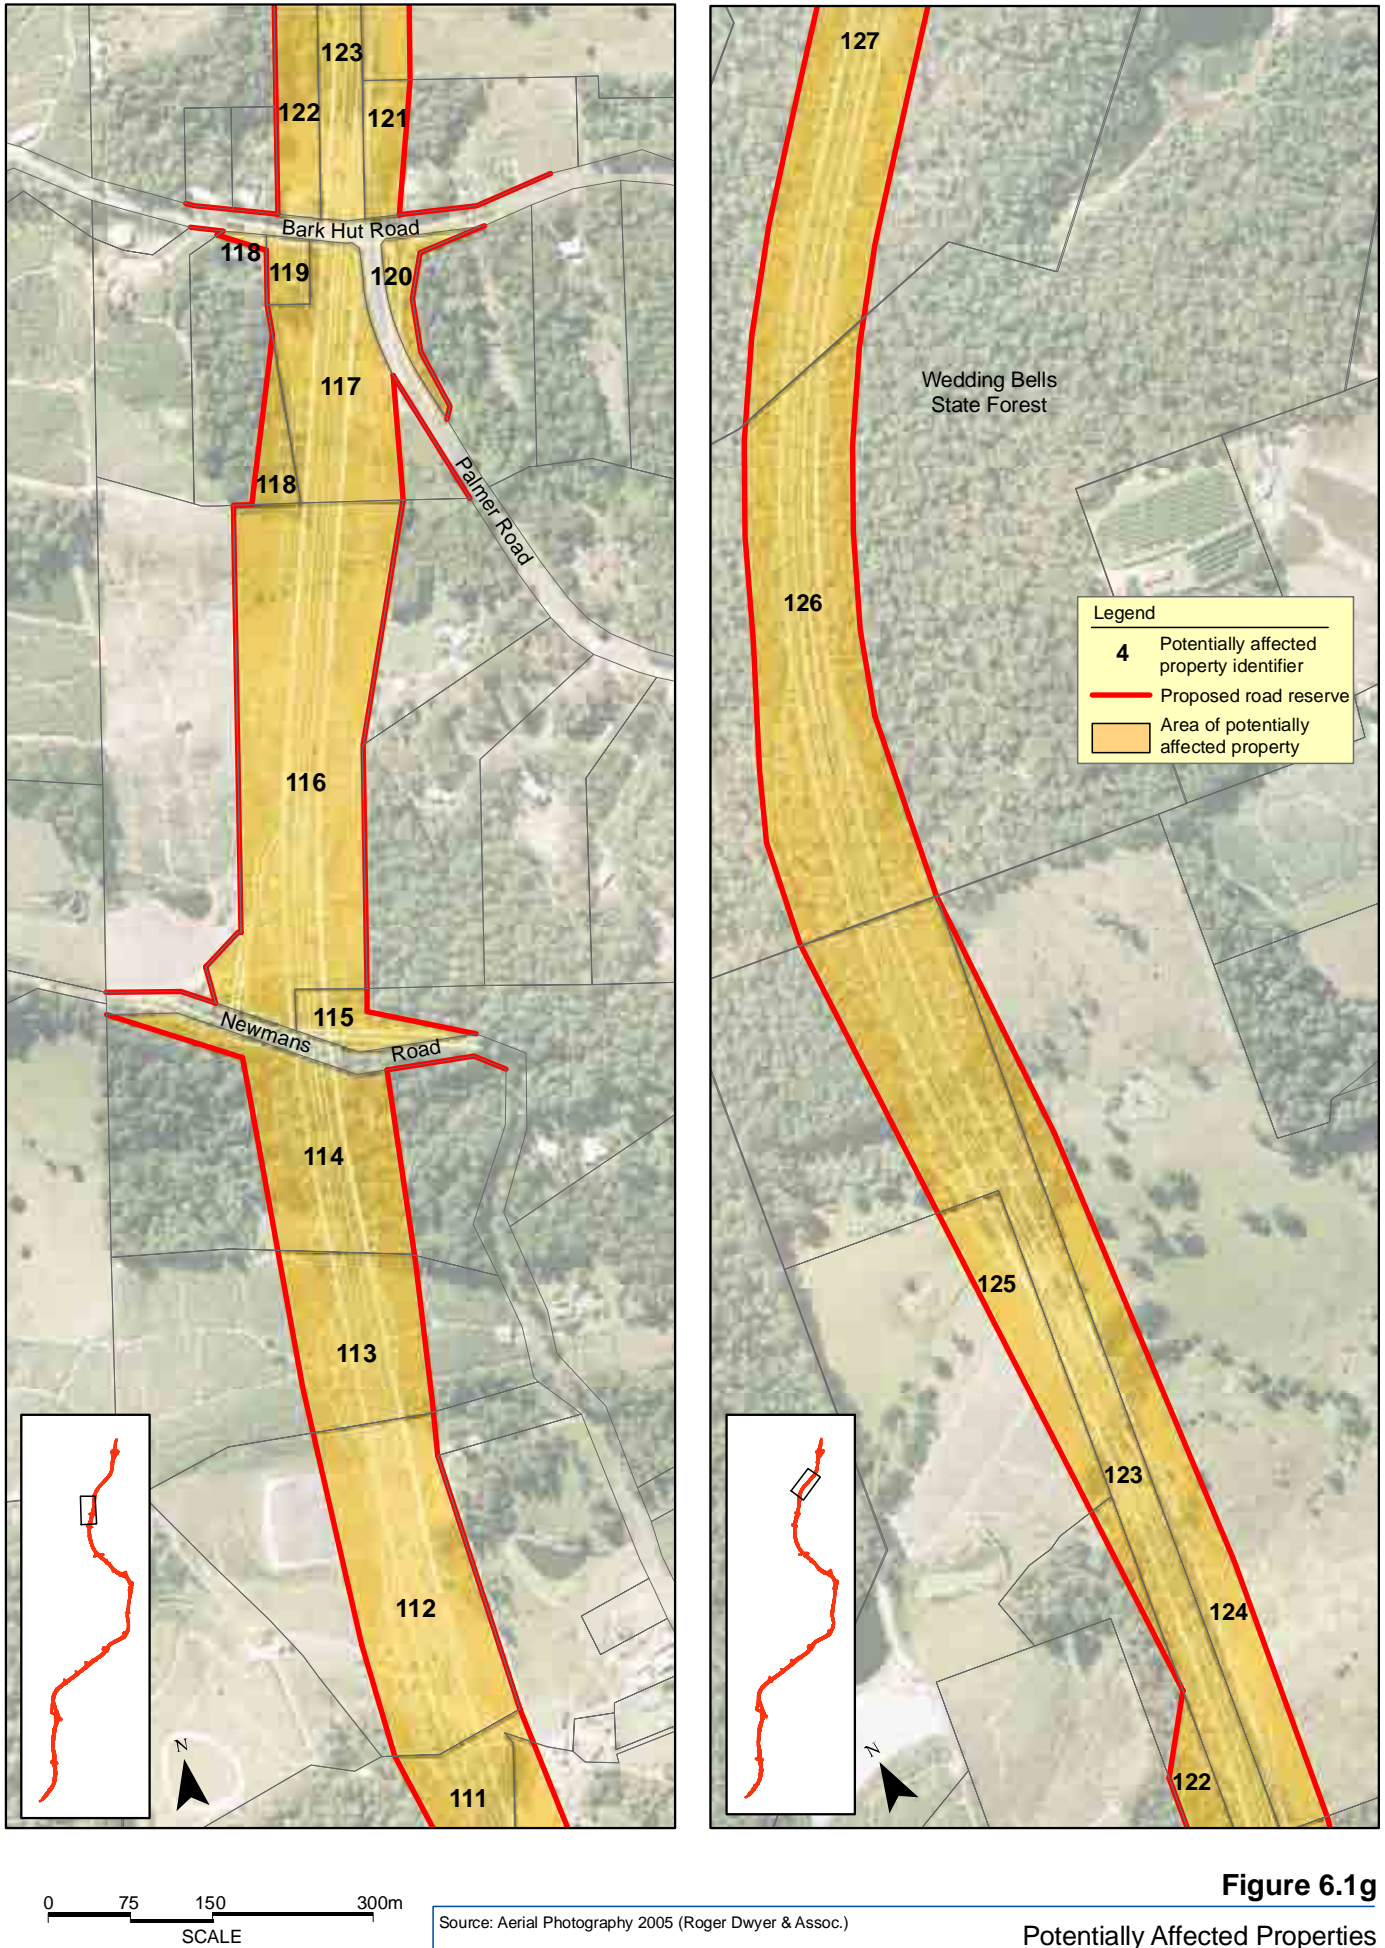 123
122
121
Bark Hut Road
118
119
120
117
118
Palmer Road
116
115
Newmans Road
114
113
112
N
111
127
Wedding Bells
State Forest
126
Legend
4 Potentially affected
property identifier
Proposed road reserve
Area of potentially
affected property
125
123
124
N
122
Figure 6.1g
0 75 150 300m
SCALE
Source: Aerial Photography 2005 (Roger Dwyer & Assoc.)
Potentially Affected Properties